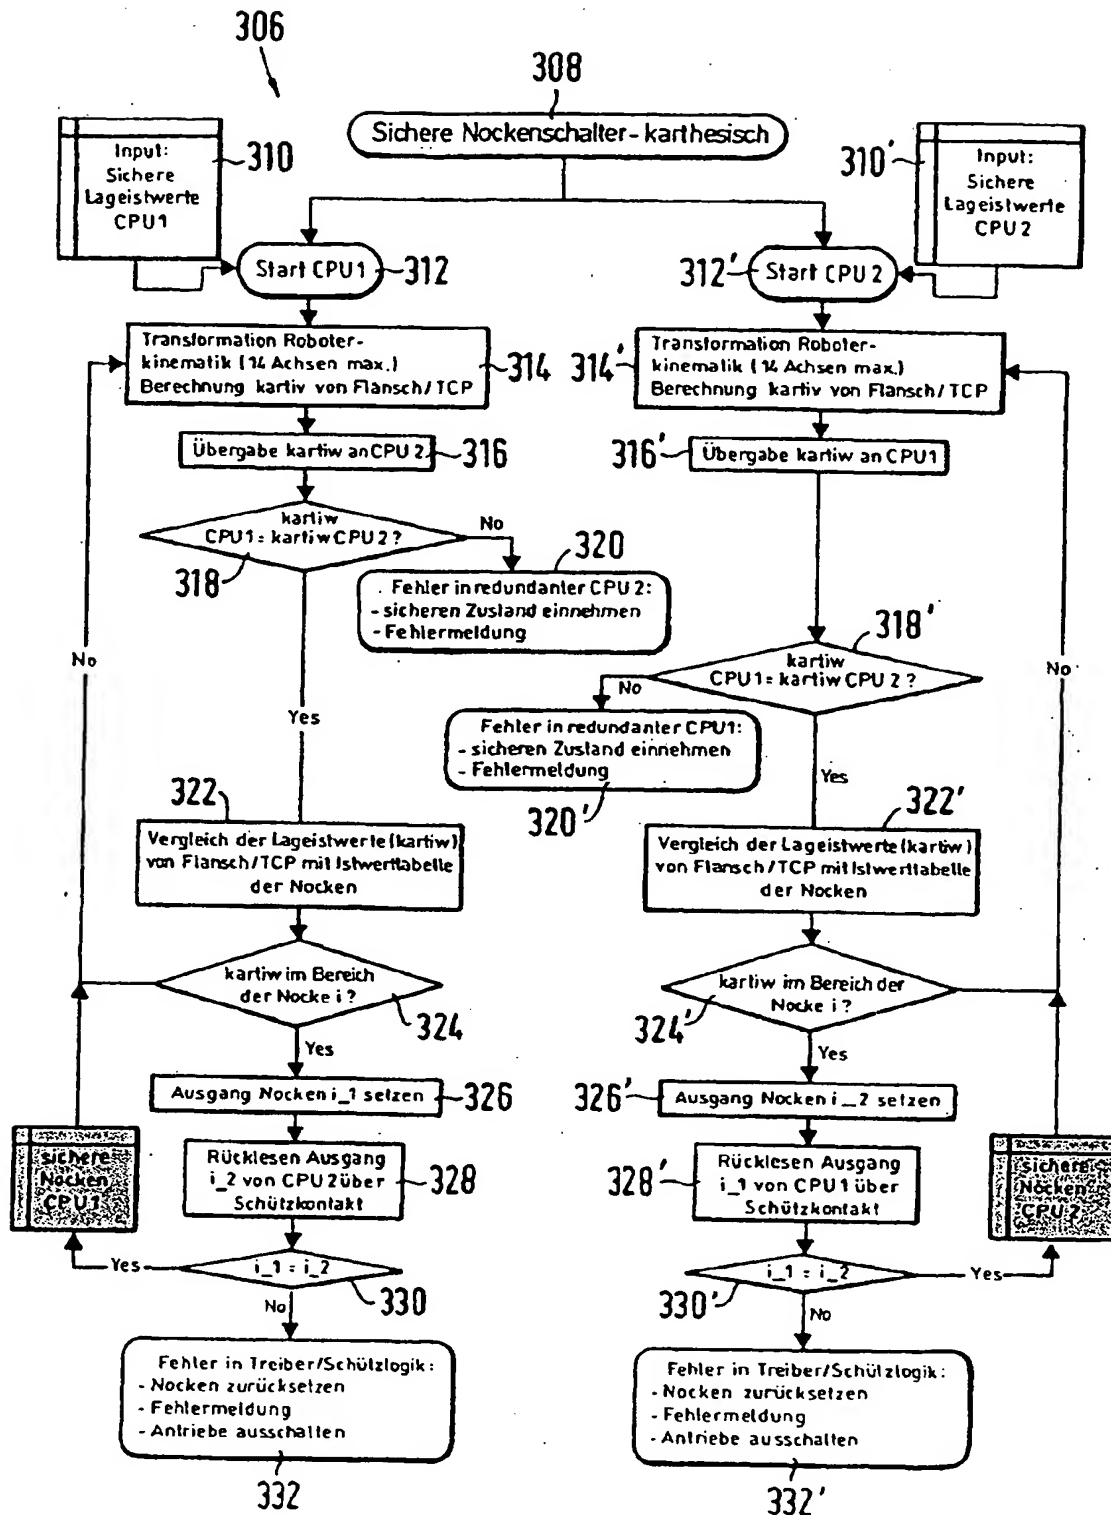 306
308
Sichere Nockenschalter-karthesisch
Input:
Sichere
Lageistwerte
CPU1
310
310'
Input:
Sichere
Lageistwerte
CPU 2
Start CPU 1
312
312'
Start CPU 2
Transformation Roboter-
kinematik (14 Achsen max.)
Berechnung kartiv von Flansch/TCP
314
314'
Transformation Roboter-
kinematik (14 Achsen max.)
Berechnung kartiv von Flansch/TCP
Übergabe kartiw an CPU 2
316
316'
Übergabe kartiw an CPU1
kartiw
CPU1 = kartiw CPU 2 ?
318
No
320
Fehler in redundanter CPU 2:
- sicheren Zustand einnehmen
- Fehlermeldung
318'
kartiw
CPU1 = kartiw CPU 2 ?
No
Fehler in redundanter CPU1:
- sicheren Zustand einnehmen
- Fehlermeldung
320'
No
No
Yes
Yes
322
Vergleich der Lageistwerte (kartiw)
von Flansch/TCP mit Istwerttabelle
der Nocken
322'
Vergleich der Lageistwerte (kartiw)
von Flansch/TCP mit Istwerttabelle
der Nocken
kartiw im Bereich
der Nocke i ?
324
kartiw im Bereich der
Nocke i ?
324'
Yes
Yes
Ausgang Nocken i_1 setzen
326
326'
Ausgang Nocken i_2 setzen
sichere
Nocken
CPU1
Rücklesen Ausgang
i_2 von CPU 2 über
Schützkontakt
328
328'
Rücklesen Ausgang
i_1 von CPU 1 über
Schützkontakt
sichere
Nocken
CPU 2
Yes
i_1 = i_2
330
No
330'
i_1 = i_2
Yes
No
Fehler in Treiber/Schützlogik:
- Nocken zurücksetzen
- Fehlermeldung
- Antriebe ausschalten
332
Fehler in Treiber/Schützlogik:
- Nocken zurücksetzen
- Fehlermeldung
- Antriebe ausschalten
332'